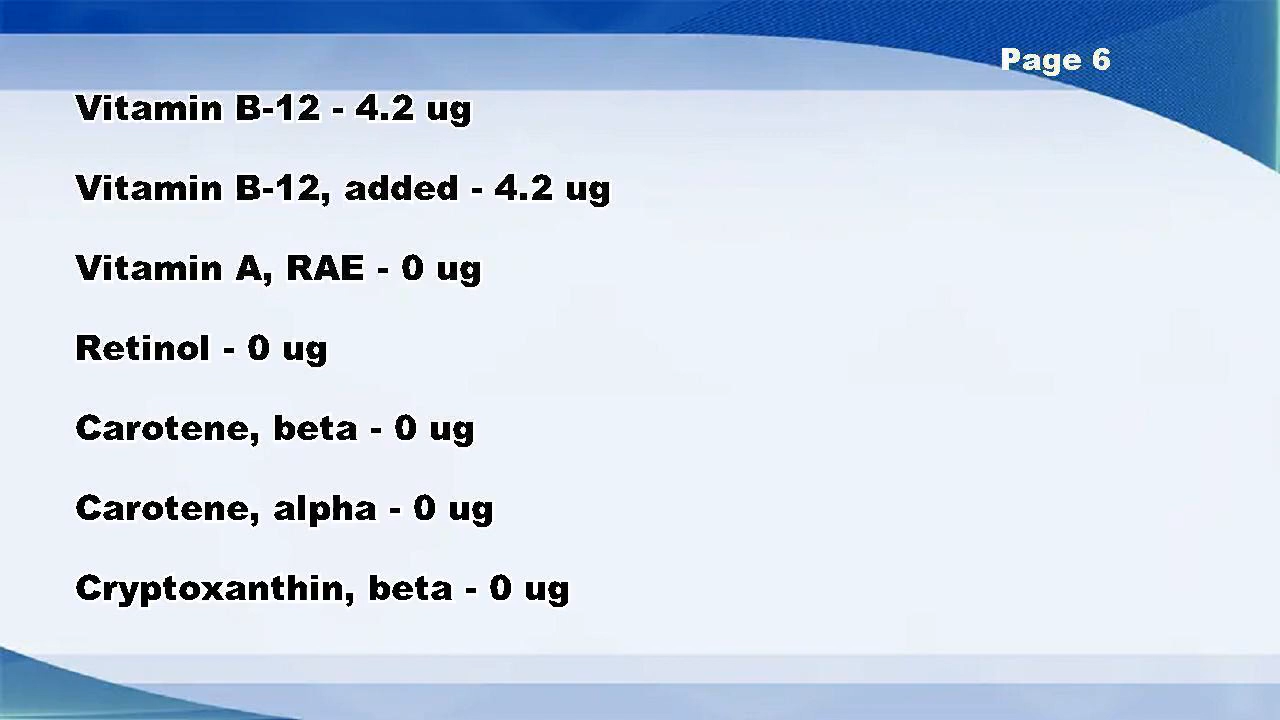 Page 6
Vitamin B-12 - 4.2 ug
Vitamin B-12, added - 4.2 ug
Vitamin A, RAE - 0 ug
Retinol - 0 ug
Carotene, beta - 0 ug
Carotene, alpha - 0 ug
Cryptoxanthin, beta - 0 ug